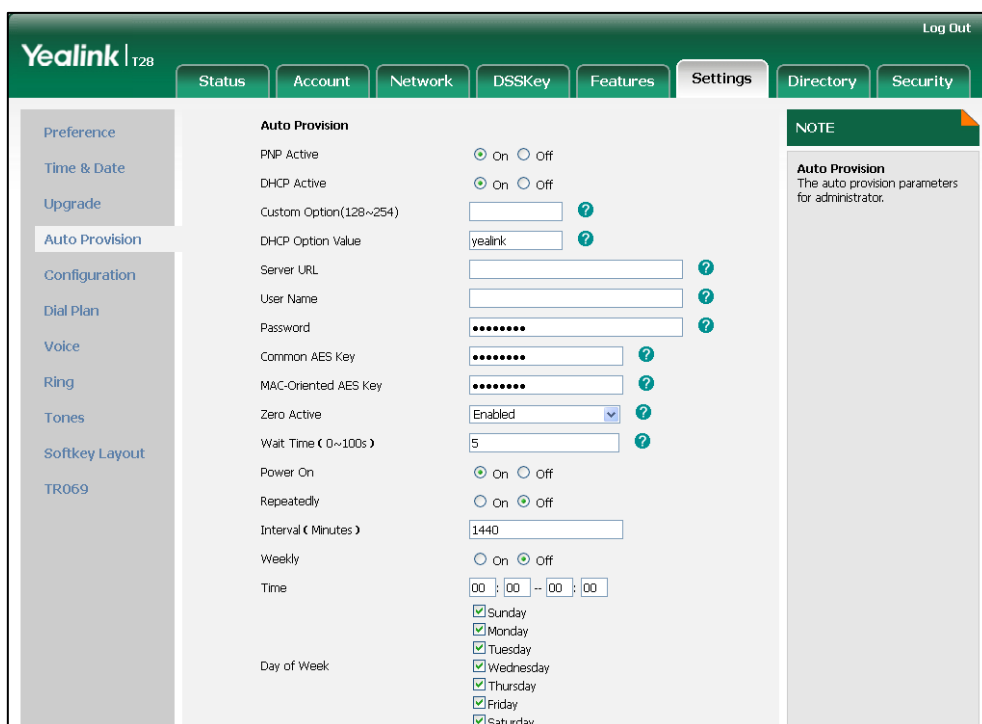 Log Out
Yealink | T28
Status Account Network DSSKey Features Settings Directory Security
Preference
Time & Date
Upgrade
Auto Provision
Configuration
Dial Plan
Voice
Ring
Tones
Softkey Layout
TR069
Auto Provision
PNP Active On Off
DHCP Active On Off
Custom Option(128~254) ?
DHCP Option Value yealink ?
Server URL ?
User Name ?
Password •••••••• ?
Common AES Key •••••••• ?
MAC-Oriented AES Key •••••••• ?
Zero Active Enabled ?
Wait Time ( 0~100s ) 5 ?
Power On On Off
Repeatedly On Off
Interval ( Minutes ) 1440
Weekly On Off
Time 00 : 00 -- 00 : 00
Day of Week
Sunday
Monday
Tuesday
Wednesday
Thursday
Friday
Saturday
NOTE
Auto Provision
The auto provision parameters
for administrator.